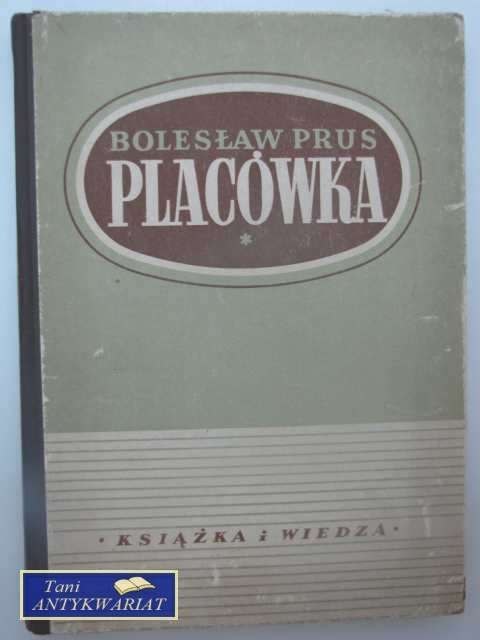 BOLESŁAW PRUS
PLACÓWKA
*
• KSIĄŻKA i WIEDZA •
Tani
ANTYKWARIAT